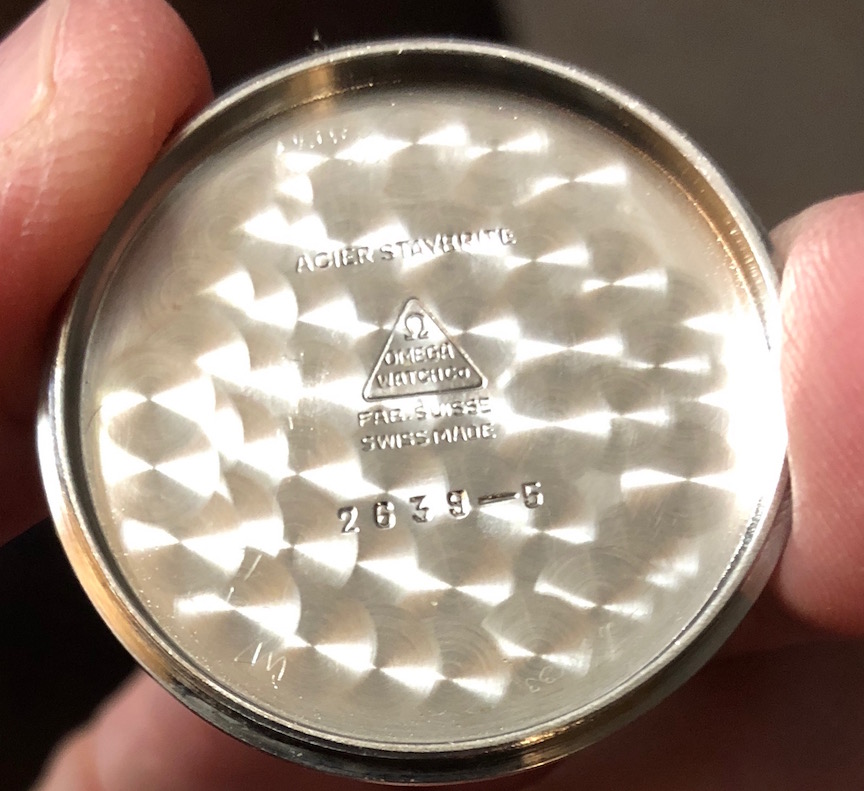 ACIER STAYBRITE
Ω
OMEGA
WATCH Co
FAB. SUISSE
SWISS MADE
2639-5